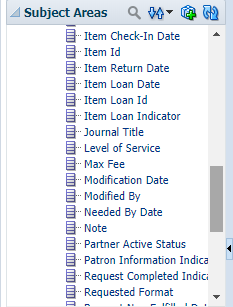 Subject Areas
Item Check-In Date
Item Id
Item Return Date
Item Loan Date
Item Loan Id
Item Loan Indicator
Journal Title
Level of Service
Max Fee
Modification Date
Modified By
Needed By Date
Note
Partner Active Status
Patron Information Indica
Request Completed Indica
Requested Format